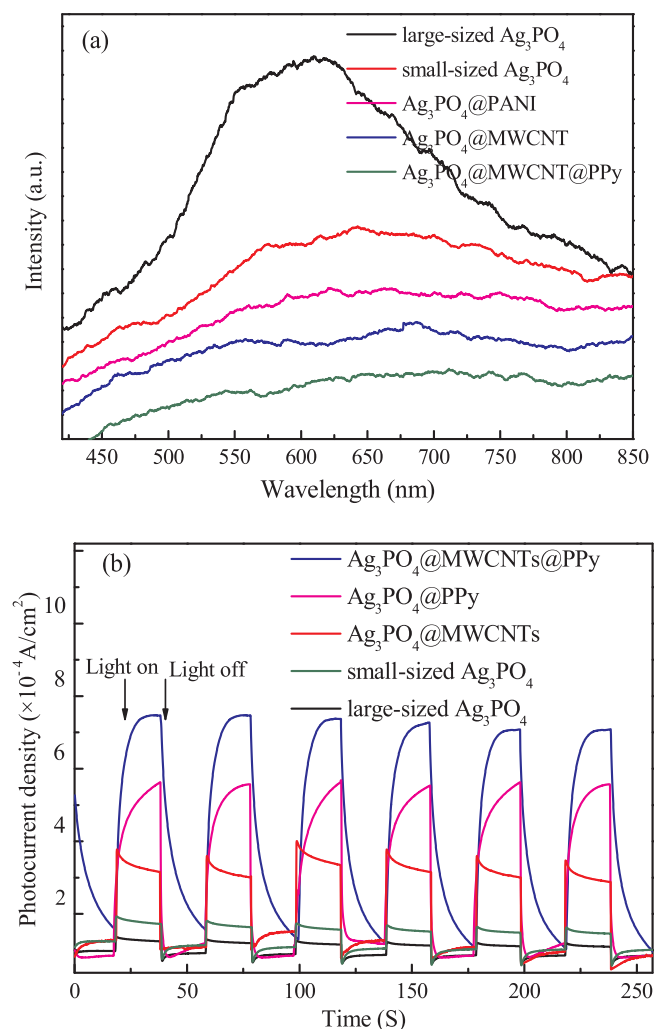 (a)
large-sized Ag₃PO₄
small-sized Ag₃PO₄
Ag₃PO₄@PANI
Ag₃PO₄@MWCNT
Ag₃PO₄@MWCNT@PPy
Intensity (a.u.)
450 500 550 600 650 700 750 800 850
Wavelength (nm)
(b)
Ag₃PO₄@MWCNTs@PPy
Ag₃PO₄@PPy
Ag₃PO₄@MWCNTs
small-sized Ag₃PO₄
large-sized Ag₃PO₄
Light on
Light off
Photocurrent density (×10⁻⁴A/cm²)
10
8
6
4
2
0 50 100 150 200 250
Time (S)